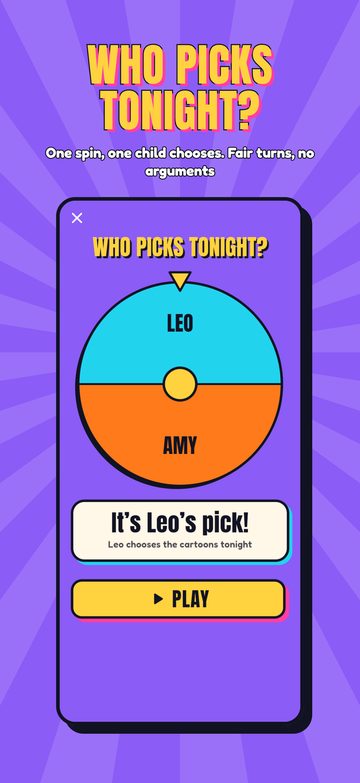 WHO PICKS
TONIGHT?
One spin, one child chooses. Fair turns, no
arguments
WHO PICKS TONIGHT?
LEO
AMY
It’s Leo’s pick!
Leo chooses the cartoons tonight
PLAY